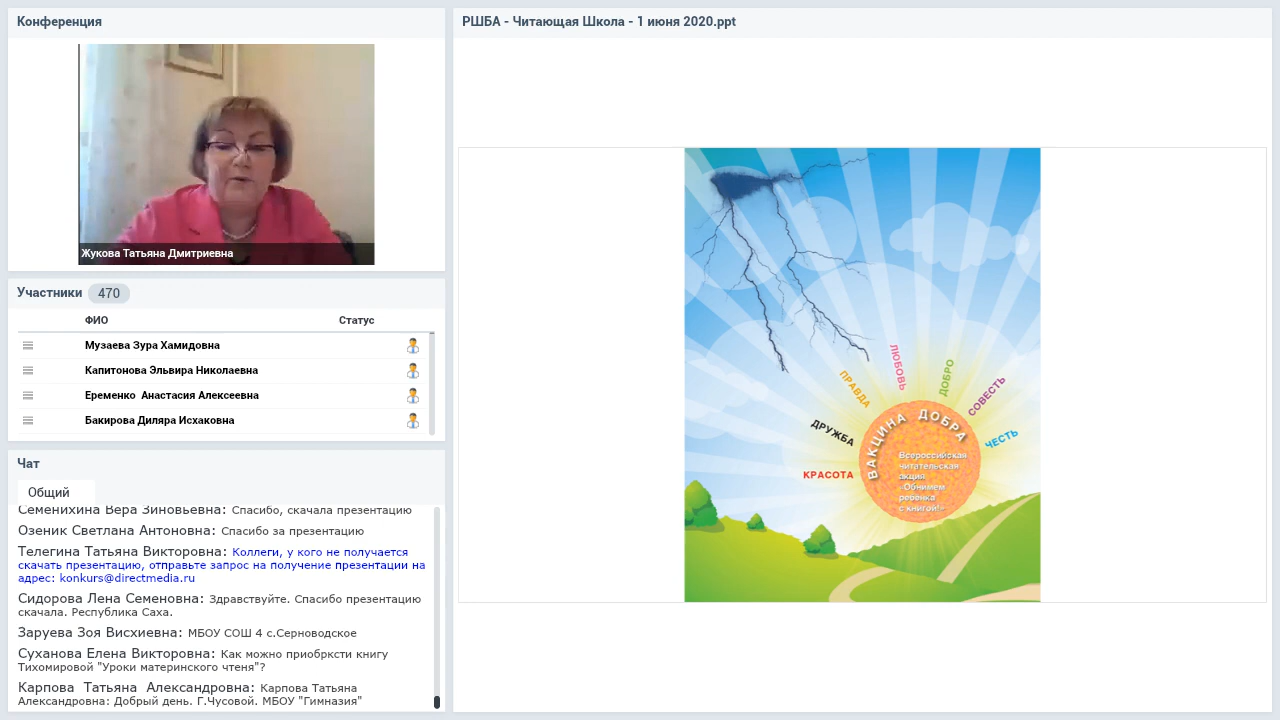 Конференция
Жукова Татьяна Дмитриевна
Участники 470
ФИО Статус
Музаева Зура Хамидовна
Капитонова Эльвира Николаевна
Еременко Анастасия Алексеевна
Бакирова Диляра Исхаковна
Чат
Общий
Семенихина Вера Зиновьевна: Спасибо, скачала презентацию
Озеник Светлана Антоновна: Спасибо за презентацию
Телегина Татьяна Викторовна: Коллеги, у кого не получается
скачать презентацию, отправьте запрос на получение презентации на
адрес: konkurs@directmedia.ru
Сидорова Лена Семеновна: Здравствуйте. Спасибо презентацию
скачала. Республика Саха.
Заруева Зоя Висхиевна: МБОУ СОШ 4 с.Серноводское
Суханова Елена Викторовна: Как можно приобрксти книгу
Тихомировой "Уроки материнского чтеня"?
Карпова Татьяна Александровна: Карпова Татьяна
Александровна: Добрый день. Г.Чусовой. МБОУ "Гимназия"
РШБА - Читающая Школа - 1 июня 2020.ppt
КРАСОТА
ДРУЖБА
ПРАВДА
ЛЮБОВЬ
ДОБРО
СОВЕСТЬ
ЧЕСТЬ
ВАКЦИНА ДОБРА
Всероссийская
читательская
акция
«Обнимем
ребёнка
с книгой!»